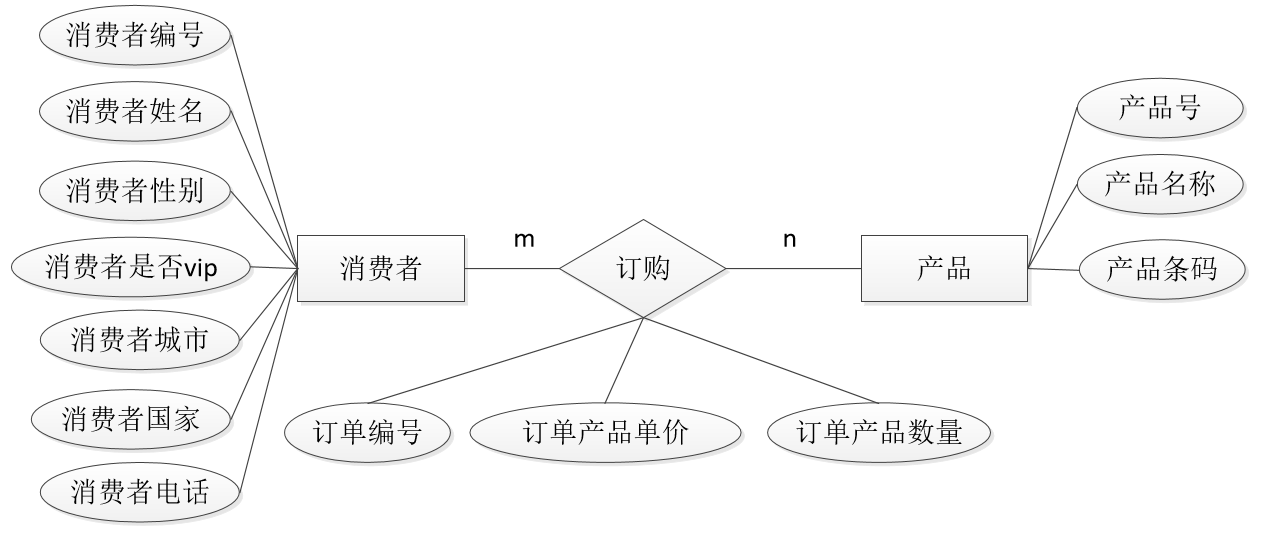 消费者编号
消费者姓名
消费者性别
消费者是否vip
消费者城市
消费者国家
消费者电话
消费者
m
订购
n
产品
产品号
产品名称
产品条码
订单编号
订单产品单价
订单产品数量